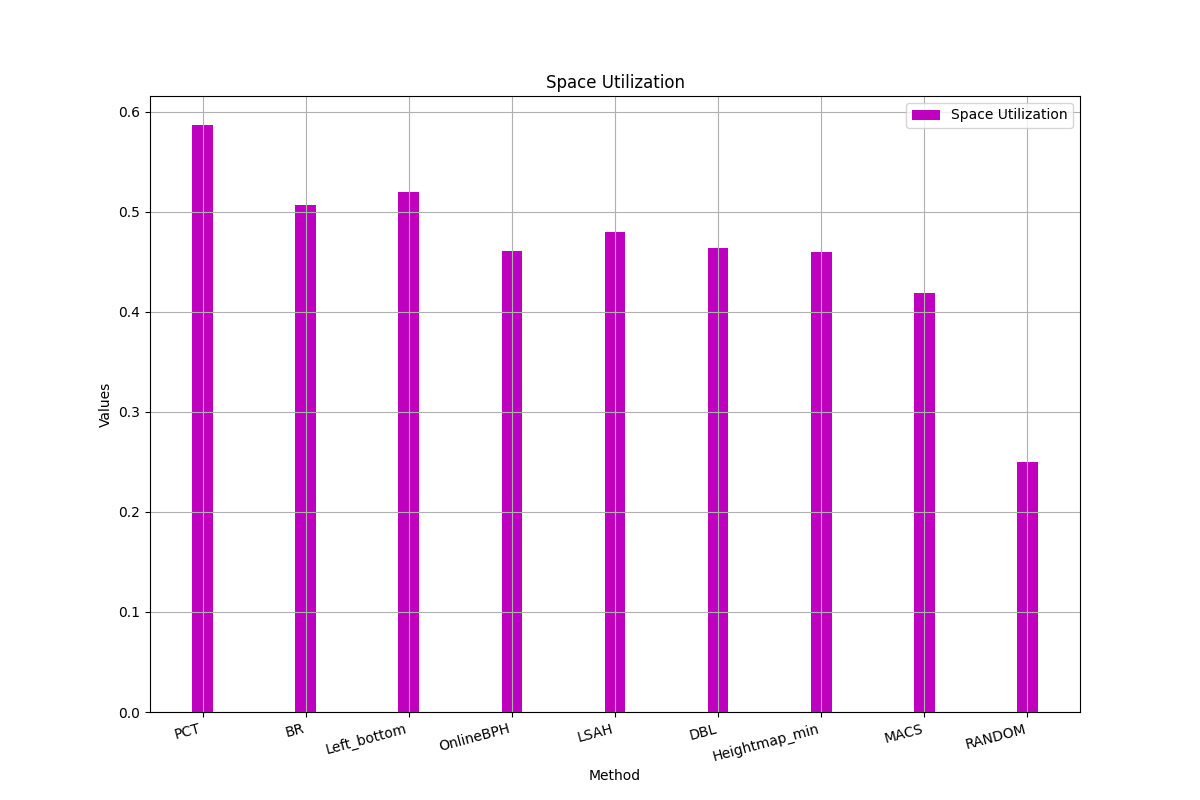 Space Utilization
Space Utilization
0.6
0.5
0.4
0.3
0.2
0.1
0.0
Values
PCT
BR
Left_bottom
OnlineBPH
LSAH
DBL
Heightmap_min
MACS
RANDOM
Method